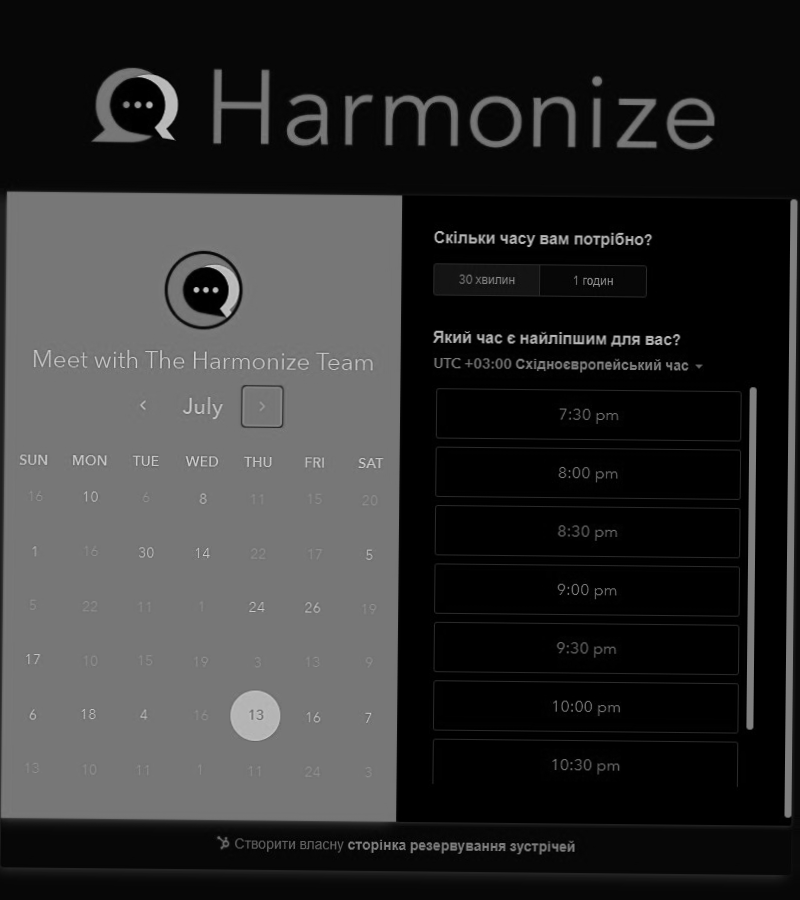 Harmonize
Meet with The Harmonize Team
July
SUN MON TUE WED THU FRI SAT
16 10 6 8 11 15 20
1 16 30 14 22 17 5
5 22 11 1 24 26 19
17 10 15 19 3 13 9
6 18 4 16 13 16 7
13 10 11 1 11 24 3
Скільки часу вам потрібно?
30 хвилин 1 годин
Який час є найліпшим для вас?
UTC +03:00 Східноєвропейський час
7:30 pm
8:00 pm
8:30 pm
9:00 pm
9:30 pm
10:00 pm
10:30 pm
Створити власну сторінка резервування зустрічей